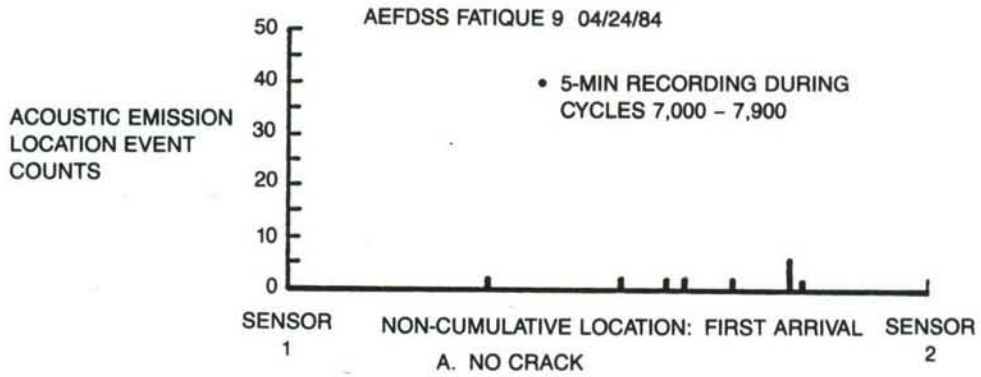 AEFDSS FATIQUE 9 04/24/84
50
40
30
20
10
0
ACOUSTIC EMISSION
LOCATION EVENT
COUNTS
• 5-MIN RECORDING DURING
CYCLES 7,000 – 7,900
SENSOR
1
NON-CUMULATIVE LOCATION: FIRST ARRIVAL
SENSOR
2
A. NO CRACK